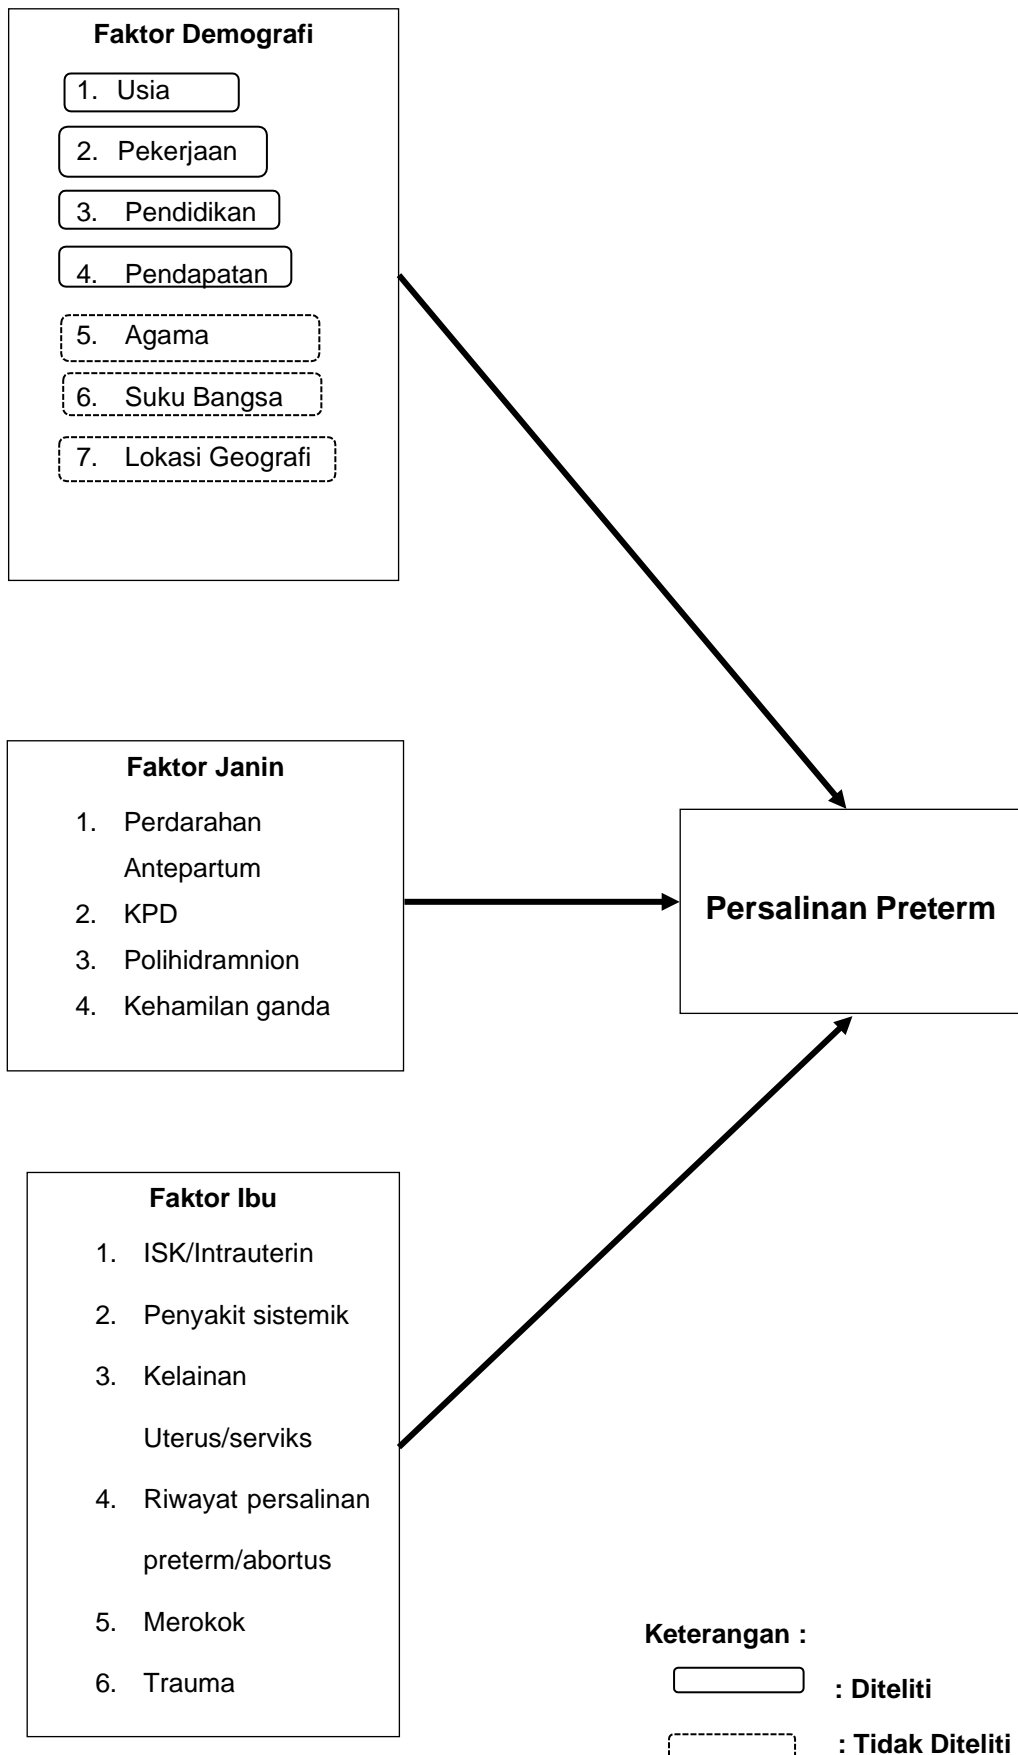 Faktor Demografi
1. Usia
2. Pekerjaan
3. Pendidikan
4. Pendapatan
5. Agama
6. Suku Bangsa
7. Lokasi Geografi
Faktor Janin
1. Perdarahan
Antepartum
2. KPD
3. Polihidramnion
4. Kehamilan ganda
Persalinan Preterm
Faktor Ibu
1. ISK/Intrauterin
2. Penyakit sistemik
3. Kelainan
Uterus/serviks
4. Riwayat persalinan
preterm/abortus
5. Merokok
6. Trauma
Keterangan :
: Diteliti
: Tidak Diteliti